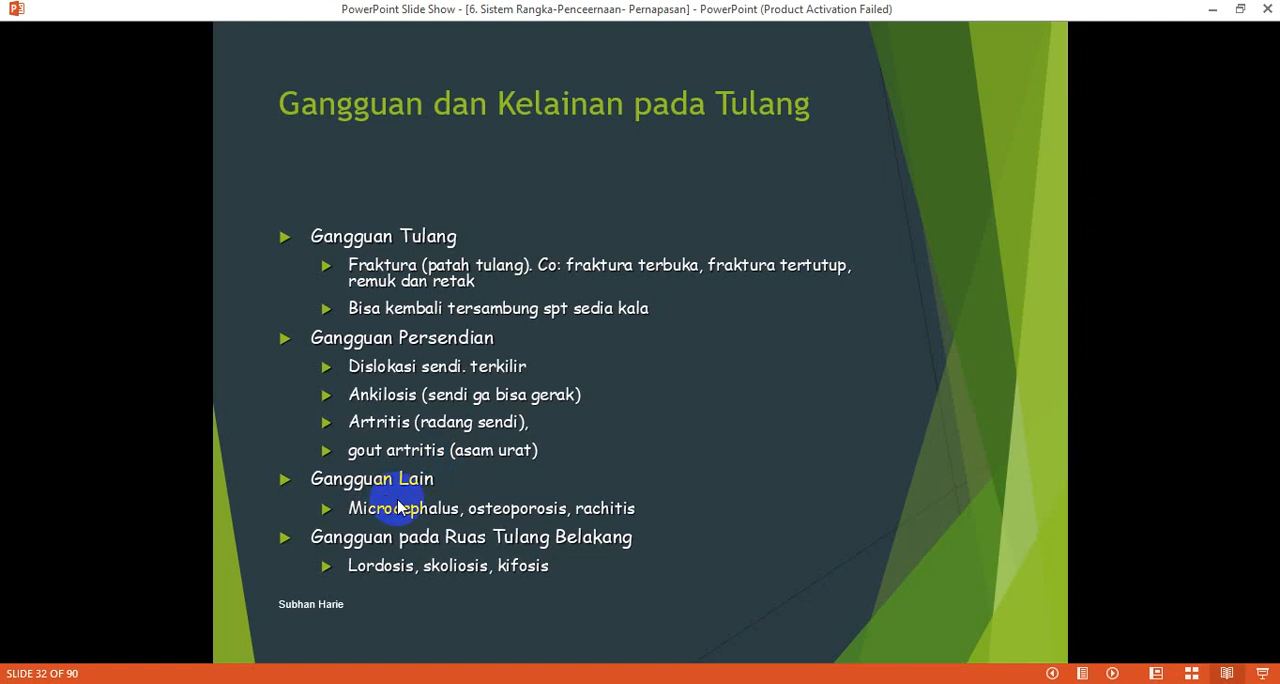 PowerPoint Slide Show - [6. Sistem Rangka-Penceernaan- Pernapasan] - PowerPoint (Product Activation Failed)
Gangguan dan Kelainan pada Tulang
Gangguan Tulang
Fraktura (patah tulang). Co: fraktura terbuka, fraktura tertutup,
remuk dan retak
Bisa kembali tersambung spt sedia kala
Gangguan Persendian
Dislokasi sendi. terkilir
Ankilosis (sendi ga bisa gerak)
Artritis (radang sendi),
gout artritis (asam urat)
Gangguan Lain
Microcephalus, osteoporosis, rachitis
Gangguan pada Ruas Tulang Belakang
Lordosis, skoliosis, kifosis
Subhan Harie
SLIDE 32 OF 90